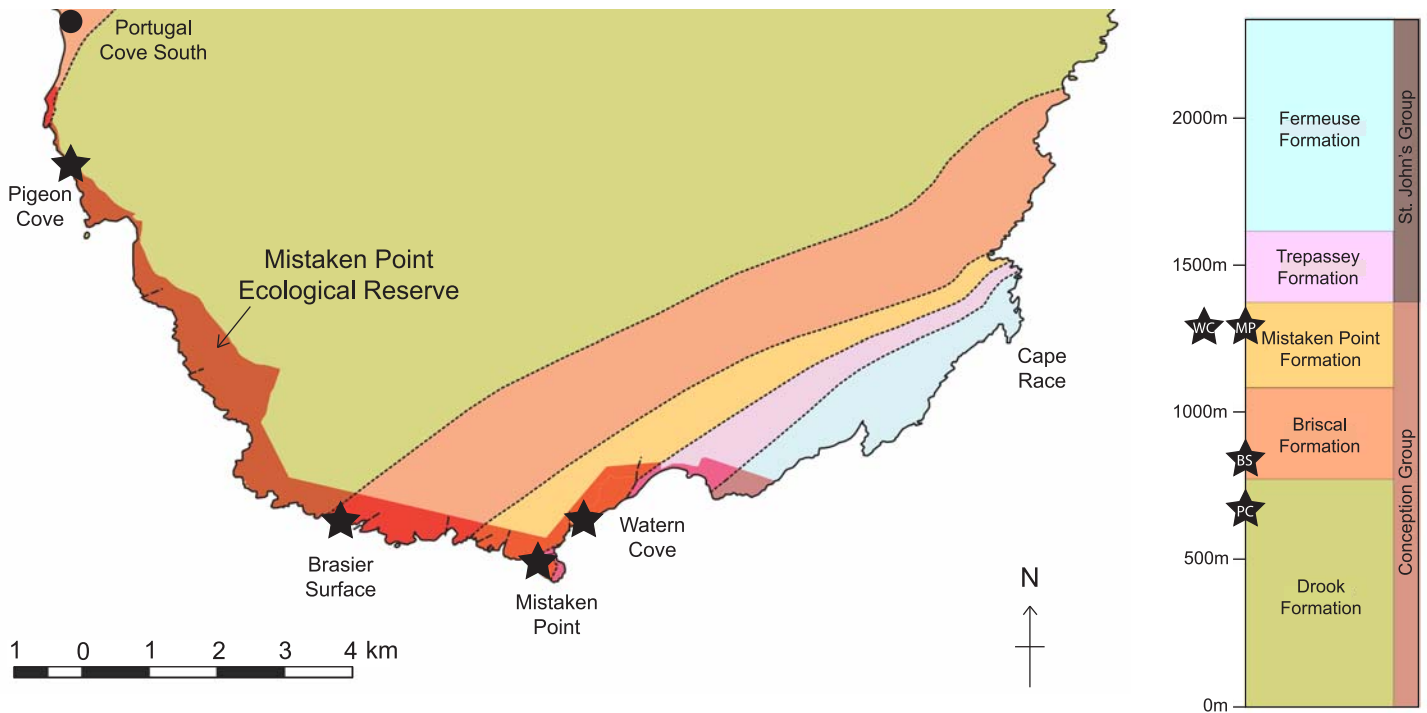 Portugal
Cove South
Pigeon
Cove
Mistaken Point
Ecological Reserve
Cape
Race
Watern
Cove
Brasier
Surface
Mistaken
Point
N
1 0 1 2 3 4 km
2000m
1500m
1000m
500m
0m
Fermeuse
Formation
Trepassey
Formation
WC
MP
Mistaken Point
Formation
Briscal
Formation
BS
PC
Drook
Formation
St. John's Group
Conception Group